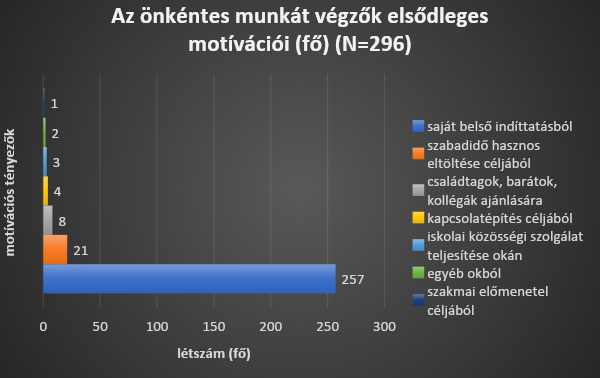 Az önkéntes munkát végzők elsődleges
motívációi (fő) (N=296)
motívációs tényezők
1
2
3
4
8
21
257
0 50 100 150 200 250 300
létszám (fő)
saját belső indíttatásból
szabadidő hasznos
eltöltése céljából
családtagok, barátok,
kollégák ajánlására
kapcsolatépítés céljából
iskolai közösségi szolgálat
teljesítése okán
egyéb okból
szakmai előmenetel
céljából